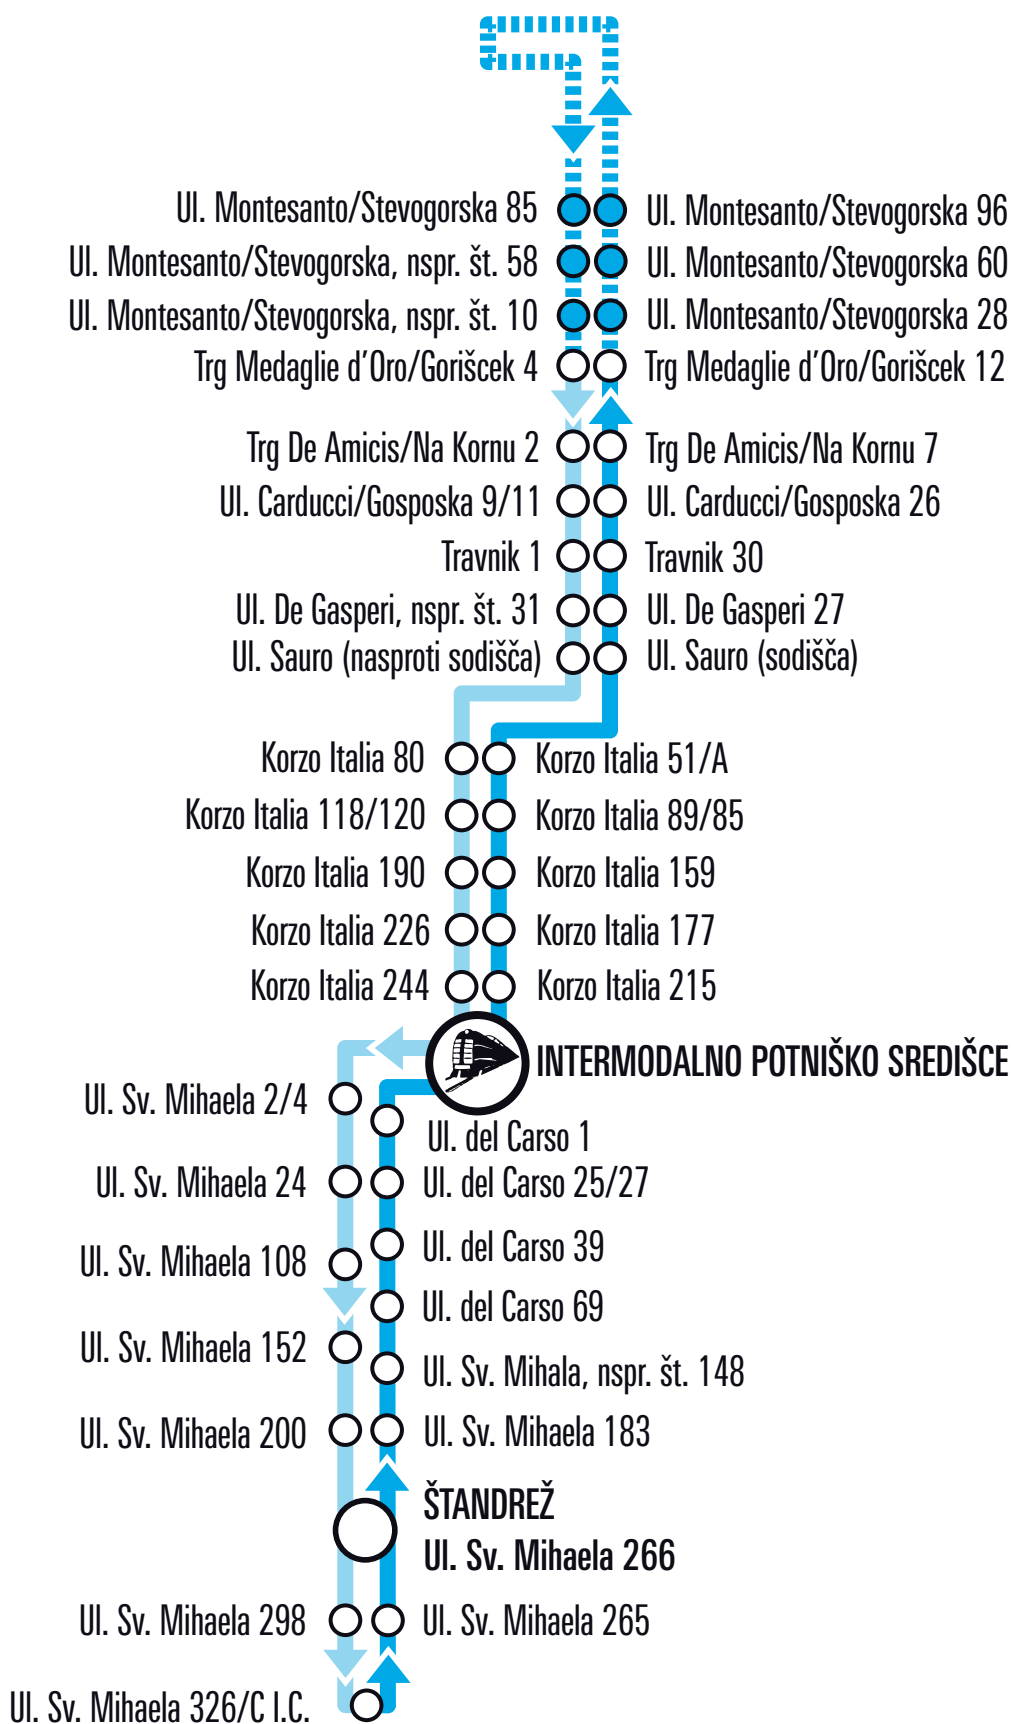 Ul. Montesanto/Stevogorska 85
Ul. Montesanto/Stevogorska 96
Ul. Montesanto/Stevogorska, nspr. št. 58
Ul. Montesanto/Stevogorska 60
Ul. Montesanto/Stevogorska, nspr. št. 10
Ul. Montesanto/Stevogorska 28
Trg Medaglie d'Oro/Gorišcek 4
Trg Medaglie d'Oro/Gorišcek 12
Trg De Amicis/Na Kornu 2
Trg De Amicis/Na Kornu 7
Ul. Carducci/Gosposka 9/11
Ul. Carducci/Gosposka 26
Travnik 1
Travnik 30
Ul. De Gasperi, nspr. št. 31
Ul. De Gasperi 27
Ul. Sauro (nasproti sodišča)
Ul. Sauro (sodišča)
Korzo Italia 80
Korzo Italia 51/A
Korzo Italia 118/120
Korzo Italia 89/85
Korzo Italia 190
Korzo Italia 159
Korzo Italia 226
Korzo Italia 177
Korzo Italia 244
Korzo Italia 215
INTERMODALNO POTNIŠKO SREDIŠCE
Ul. Sv. Mihaela 2/4
Ul. del Carso 1
Ul. Sv. Mihaela 24
Ul. del Carso 25/27
Ul. Sv. Mihaela 108
Ul. del Carso 39
Ul. del Carso 69
Ul. Sv. Mihaela 152
Ul. Sv. Mihala, nspr. št. 148
Ul. Sv. Mihaela 200
Ul. Sv. Mihaela 183
ŠTANDREŽ
Ul. Sv. Mihaela 266
Ul. Sv. Mihaela 298
Ul. Sv. Mihaela 265
Ul. Sv. Mihaela 326/C I.C.